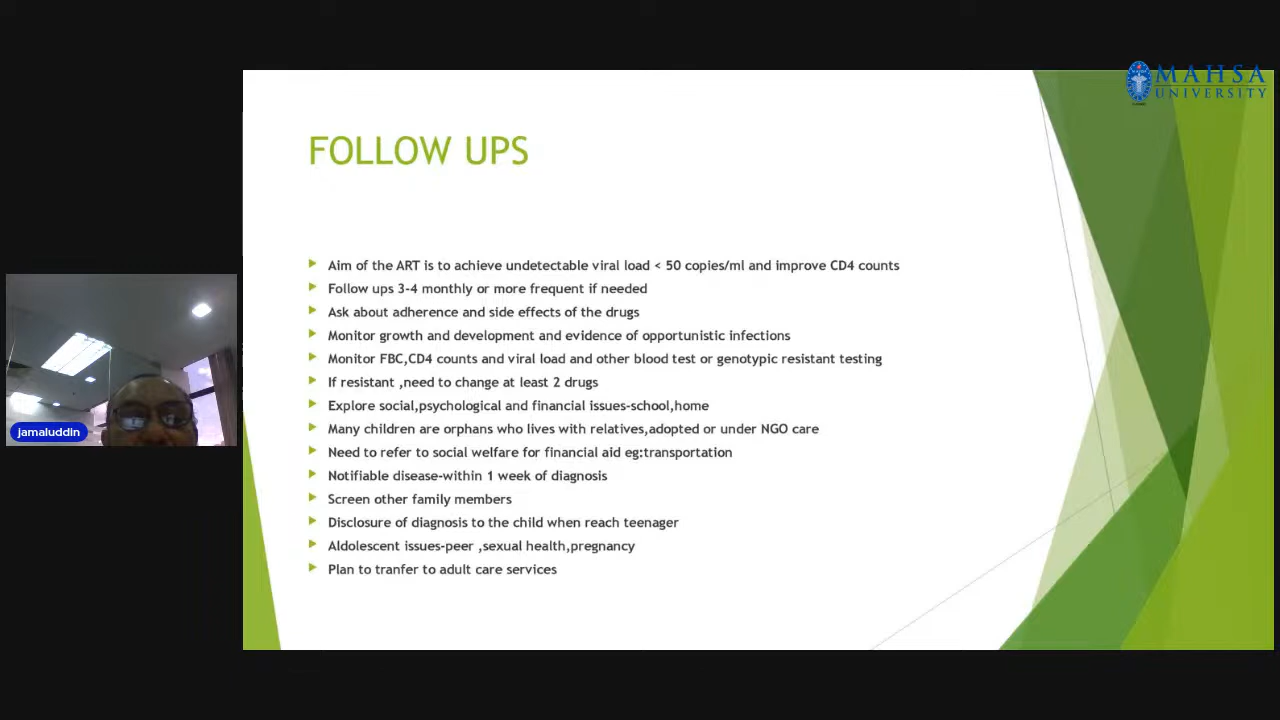 MAHSA
UNIVERSITY
FOLLOW UPS
Aim of the ART is to achieve undetectable viral load < 50 copies/ml and improve CD4 counts
Follow ups 3-4 monthly or more frequent if needed
Ask about adherence and side effects of the drugs
Monitor growth and development and evidence of opportunistic infections
Monitor FBC,CD4 counts and viral load and other blood test or genotypic resistant testing
If resistant ,need to change at least 2 drugs
Explore social,psychological and financial issues-school,home
Many children are orphans who lives with relatives,adopted or under NGO care
Need to refer to social welfare for financial aid eg:transportation
Notifiable disease-within 1 week of diagnosis
Screen other family members
Disclosure of diagnosis to the child when reach teenager
Aldolescent issues-peer ,sexual health,pregnancy
Plan to tranfer to adult care services
jamaluddin